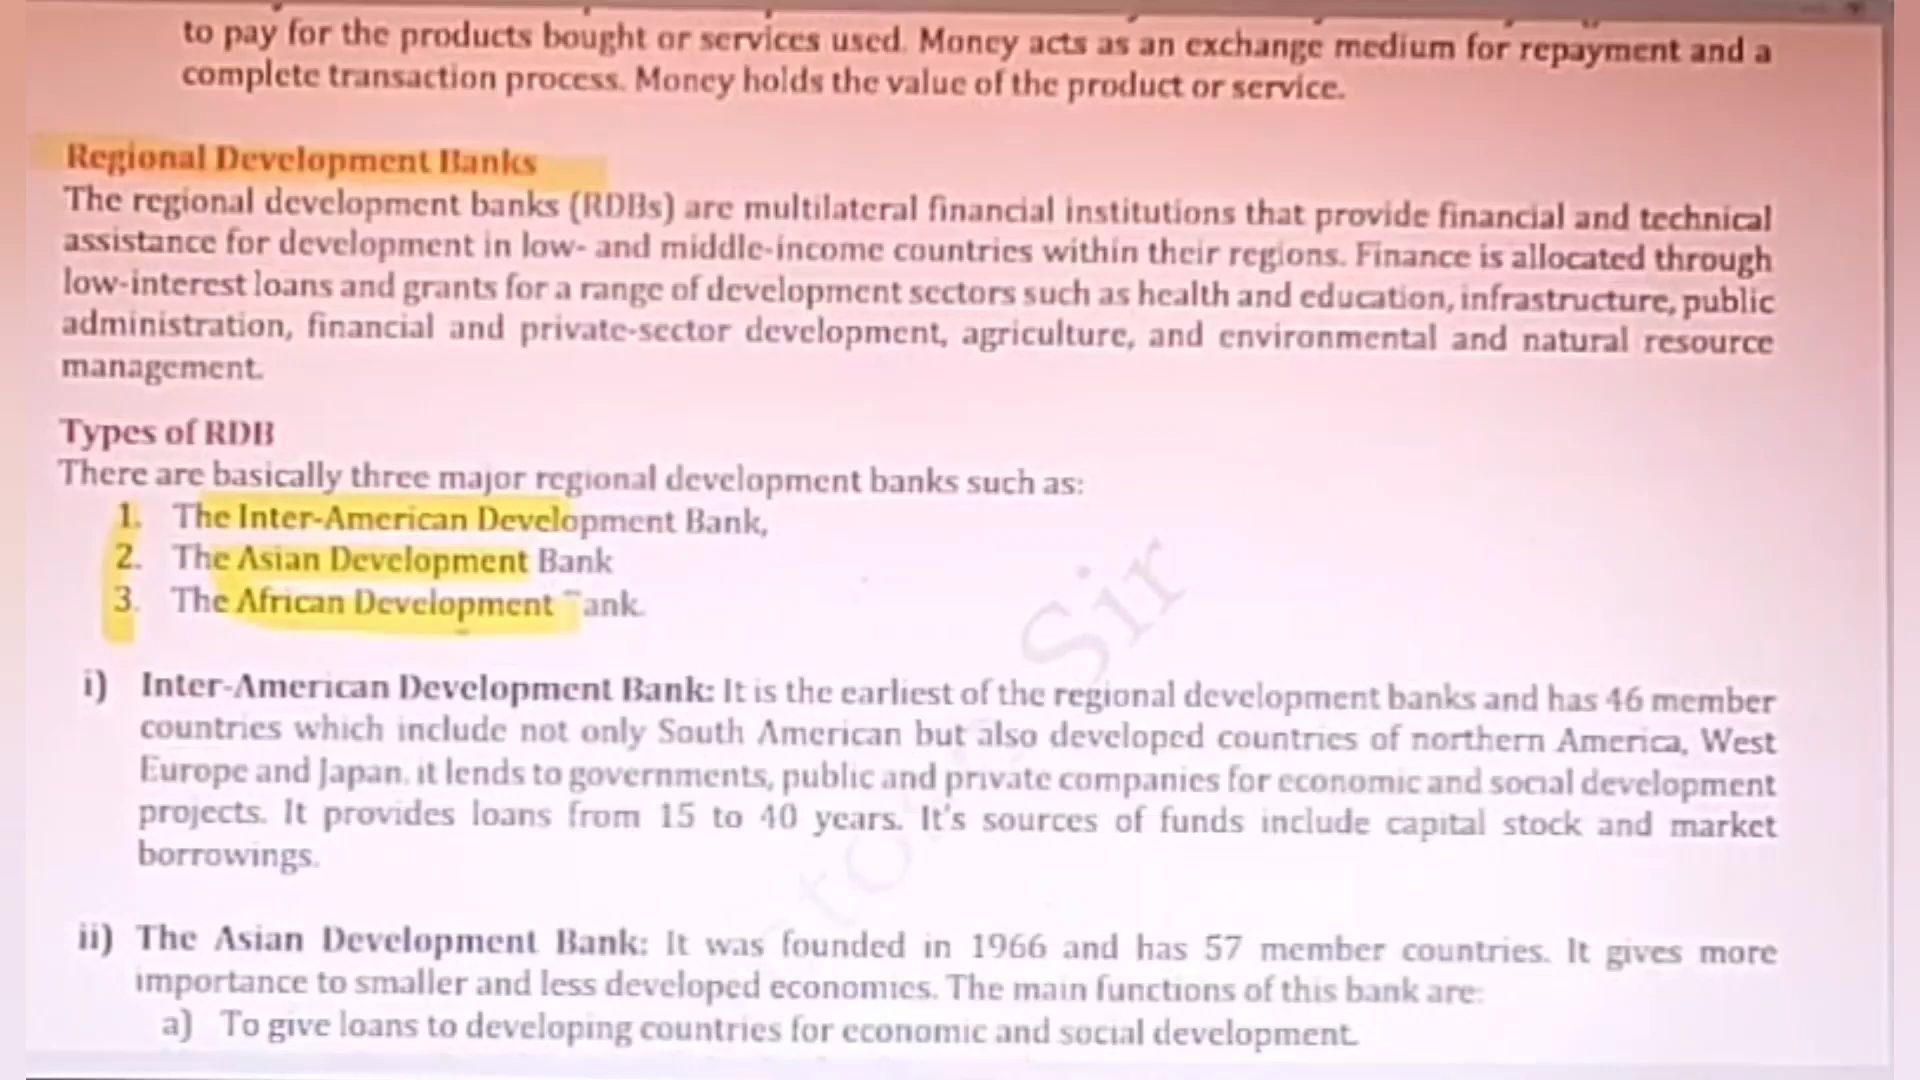 to pay for the products bought or services used. Money acts as an exchange medium for repayment and a
complete transaction process. Money holds the value of the product or service.
Regional Development Banks
The regional development banks (RDBs) are multilateral financial institutions that provide financial and technical
assistance for development in low- and middle-income countries within their regions. Finance is allocated through
low-interest loans and grants for a range of development sectors such as health and education, infrastructure, public
administration, financial and private-sector development, agriculture, and environmental and natural resource
management.
Types of RDB
There are basically three major regional development banks such as:
1. The Inter-American Development Bank,
2. The Asian Development Bank
3. The African Development ank.
i) Inter-American Development Bank: It is the earliest of the regional development banks and has 46 member
countries which include not only South American but also developed countries of northern America, West
Europe and Japan. it lends to governments, public and private companies for economic and social development
projects. It provides loans from 15 to 40 years. It's sources of funds include capital stock and market
borrowings.
ii) The Asian Development Bank: It was founded in 1966 and has 57 member countries. It gives more
importance to smaller and less developed economies. The main functions of this bank are:
a) To give loans to developing countries for economic and social development.
Sir